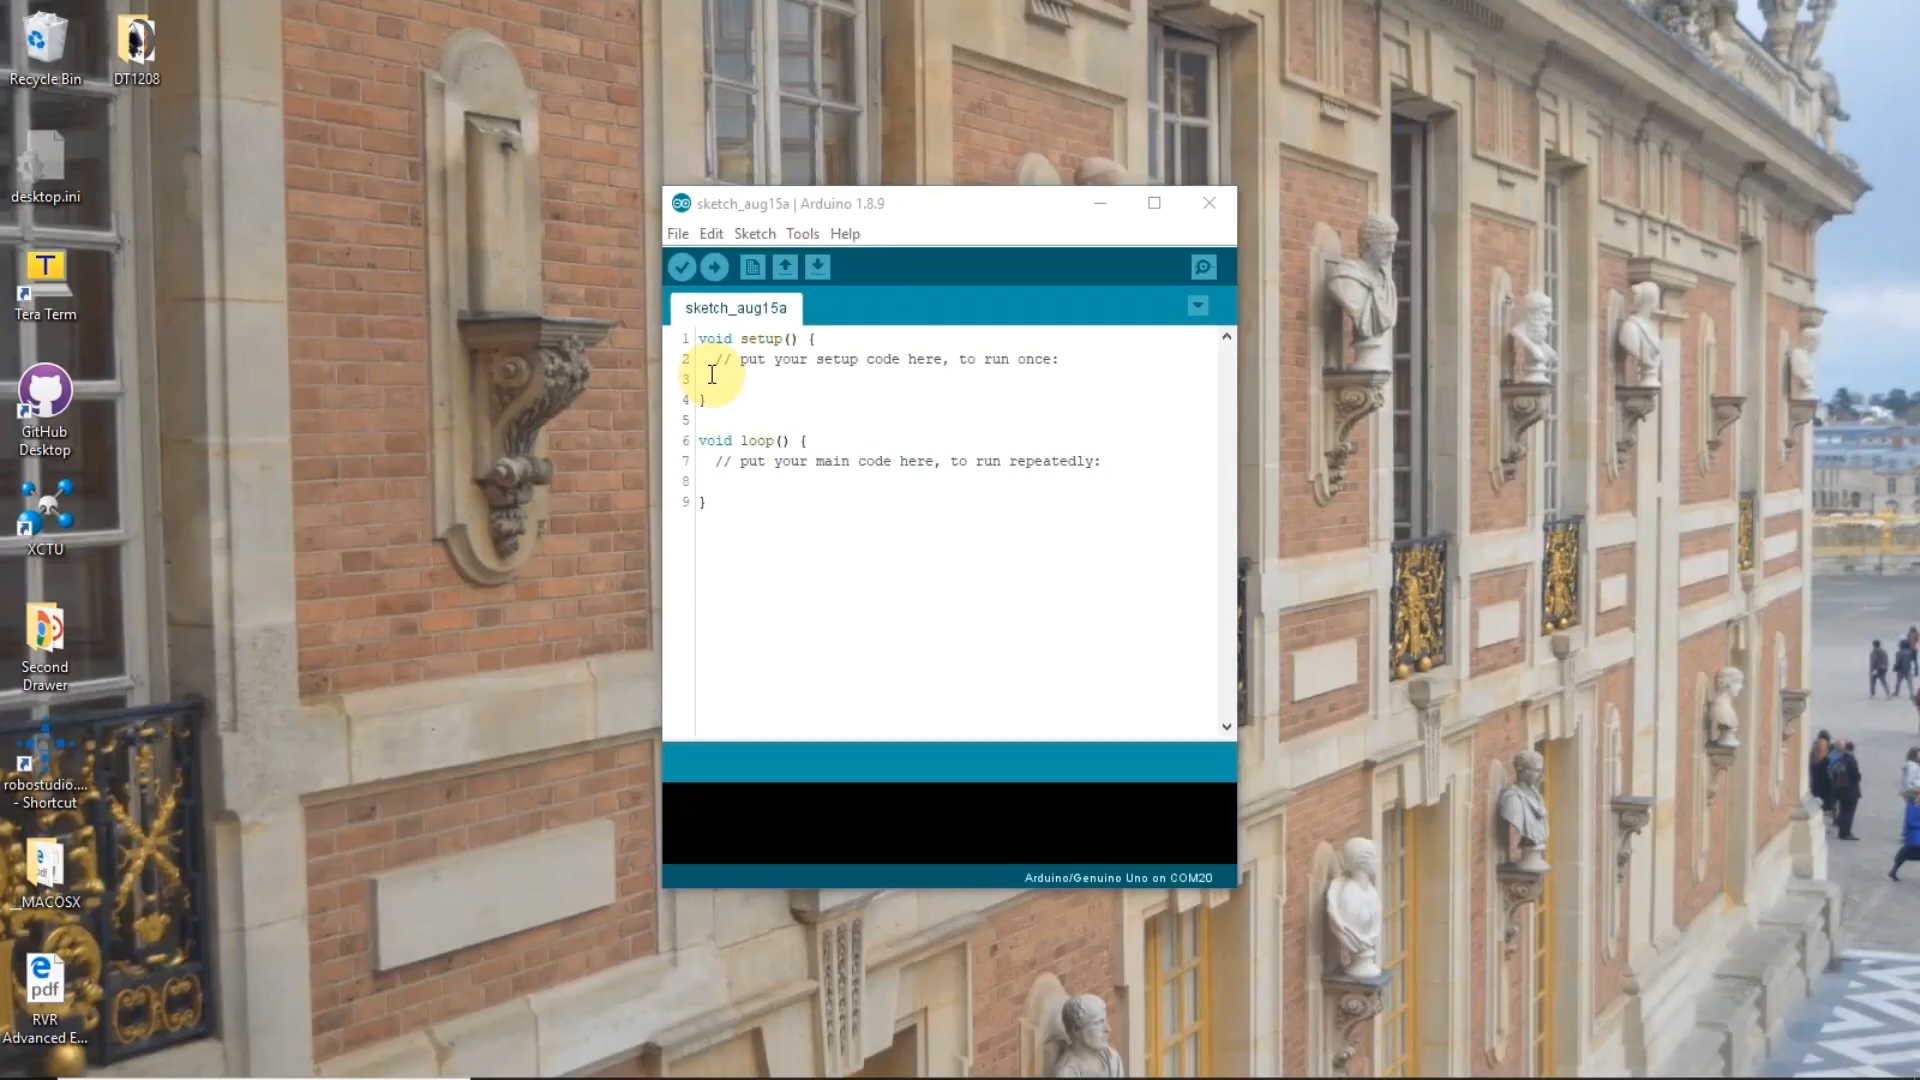 Recycle Bin
DT1208
desktop.ini
T
Tera Term
GitHub
Desktop
XCTU
Second
Drawer
robostudio....
- Shortcut
pdf
__MACOSX
pdf
RVR
Advanced E...
sketch_aug15a | Arduino 1.8.9
File Edit Sketch Tools Help
sketch_aug15a
1 void setup() {
2 // put your setup code here, to run once:
3
4 }
5
6 void loop() {
7 // put your main code here, to run repeatedly:
8
9 }
Arduino/Genuino Uno on COM20